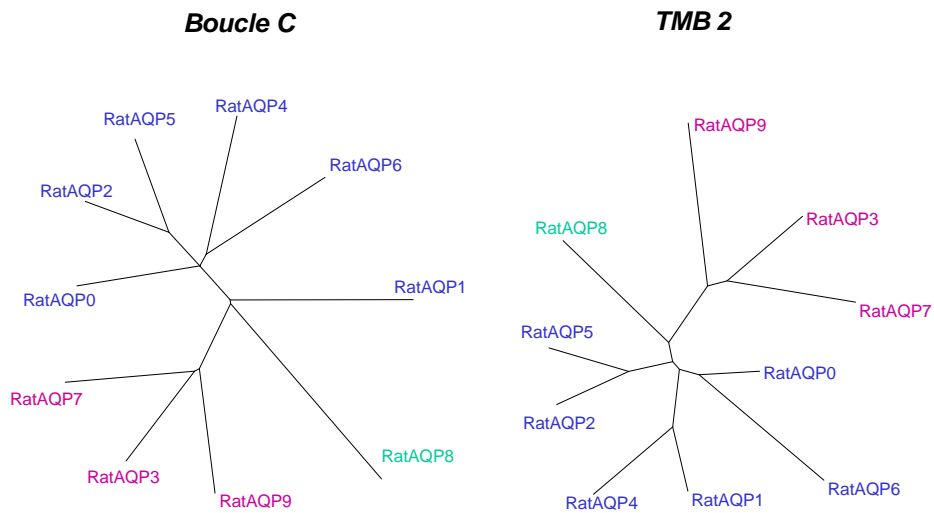 Boucle C
RatAQP4
RatAQP5
RatAQP6
RatAQP2
RatAQP0
RatAQP1
RatAQP7
RatAQP8
RatAQP3
RatAQP9
TMB 2
RatAQP9
RatAQP3
RatAQP8
RatAQP7
RatAQP5
RatAQP0
RatAQP2
RatAQP6
RatAQP4
RatAQP1